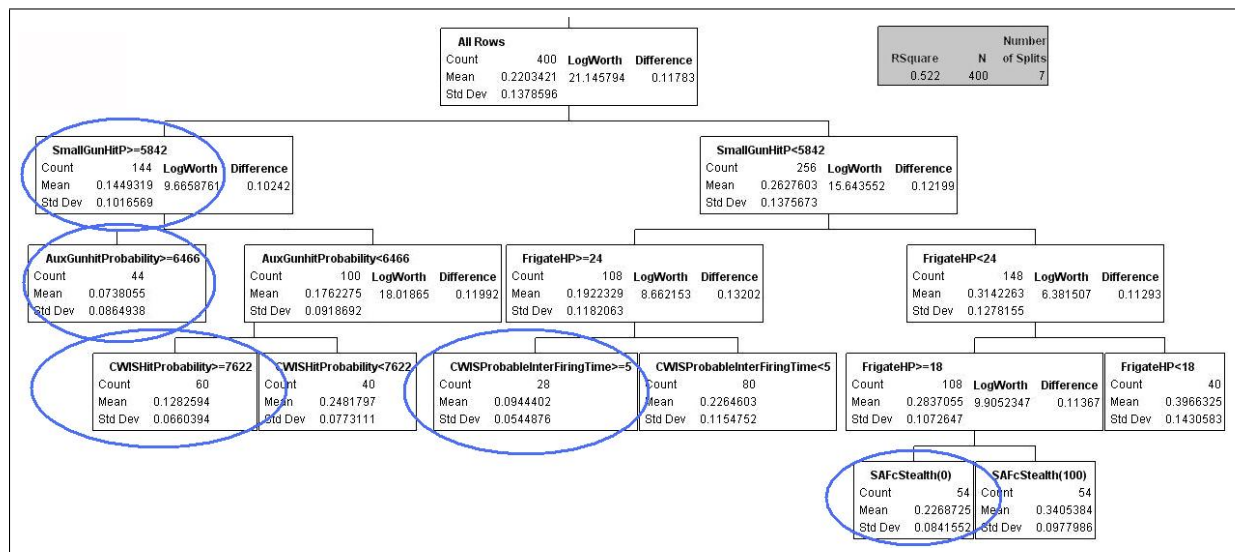 All Rows
Count 400 LogWorth Difference
Mean 0.2203421 21.145794 0.11783
Std Dev 0.1378596
Number
RSquare N of Splits
0.522 400 7
SmallGunHitP>=5842
Count 144 LogWorth Difference
Mean 0.1449319 9.6658761 0.10242
Std Dev 0.1016569
SmallGunHitP<5842
Count 256 LogWorth Difference
Mean 0.2627603 15.643552 0.12199
Std Dev 0.1375673
AuxGunhitProbability>=6466
Count 44
Mean 0.0738055
Std Dev 0.0864938
AuxGunhitProbability<6466
Count 100 LogWorth Difference
Mean 0.1762275 18.01865 0.11992
Std Dev 0.0918692
FrigateHP>=24
Count 108 LogWorth Difference
Mean 0.1922329 8.662153 0.13202
Std Dev 0.1182063
FrigateHP<24
Count 148 LogWorth Difference
Mean 0.3142263 6.381507 0.11293
Std Dev 0.1278155
CWISHitProbability>=7622
Count 60
Mean 0.1282594
Std Dev 0.0660394
CWISHitProbability<7622
Count 40
Mean 0.2481797
Std Dev 0.0773111
CWISProbableInterFiringTime>=5
Count 28
Mean 0.0944402
Std Dev 0.0544876
CWISProbableInterFiringTime<5
Count 80
Mean 0.2264603
Std Dev 0.1154752
FrigateHP>=18
Count 108 LogWorth Difference
Mean 0.2837055 9.9052347 0.11367
Std Dev 0.1072647
FrigateHP<18
Count 40
Mean 0.3966325
Std Dev 0.1430583
SAFcStealth(0)
Count 54
Mean 0.2268725
Std Dev 0.0841552
SAFcStealth(100)
Count 54
Mean 0.3405384
Std Dev 0.0977986